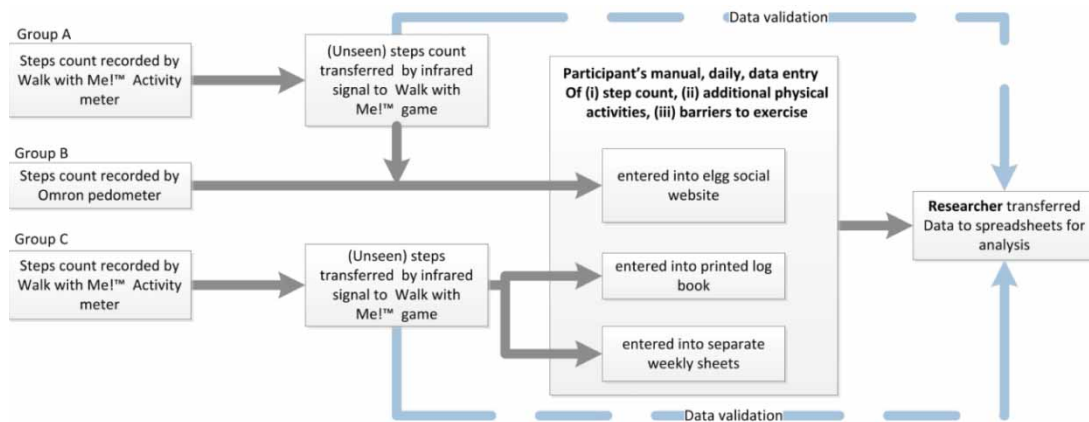 Data validation
Group A
Steps count recorded by
Walk with Me!™ Activity
meter
(Unseen) steps count
transferred by infrared
signal to Walk with
Me!™ game
Participant's manual, daily, data entry
Of (i) step count, (ii) additional physical
activities, (iii) barriers to exercise
Group B
Steps count recorded by
Omron pedometer
entered into elgg social
website
Researcher transferred
Data to spreadsheets for
analysis
Group C
Steps count recorded by
Walk with Me!™ Activity
meter
(Unseen) steps
transferred by infrared
signal to Walk with
Me!™ game
entered into printed log
book
entered into separate
weekly sheets
Data validation